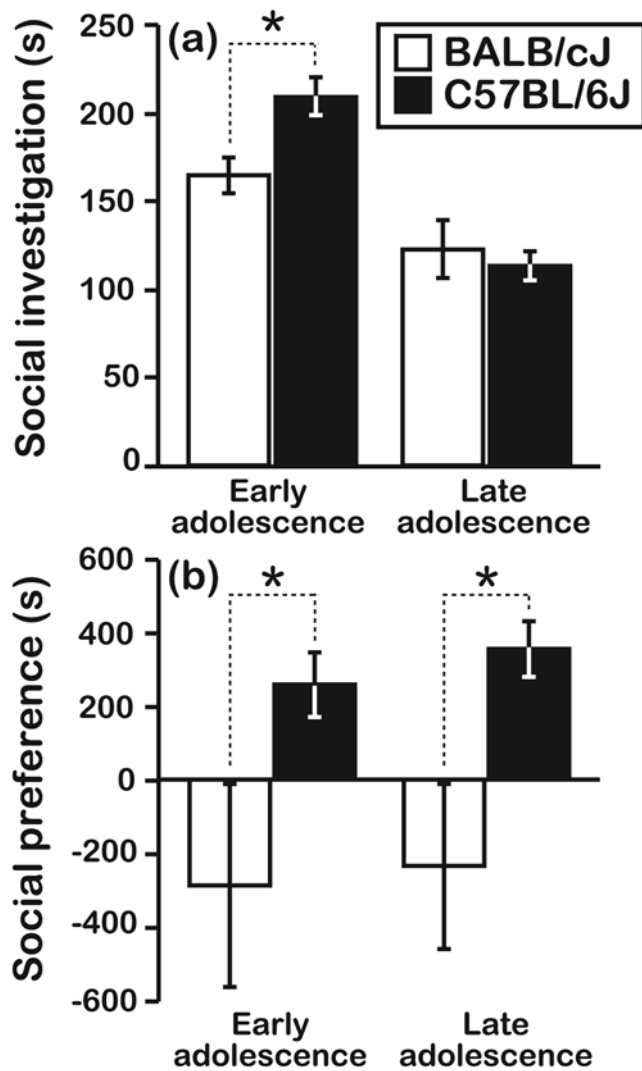 (a)
*
BALB/cJ
C57BL/6J
Social investigation (s)
250
200
150
100
50
0
Early
adolescence
Late
adolescence
(b)
*
*
Social preference (s)
600
400
200
0
-200
-400
-600
Early
adolescence
Late
adolescence